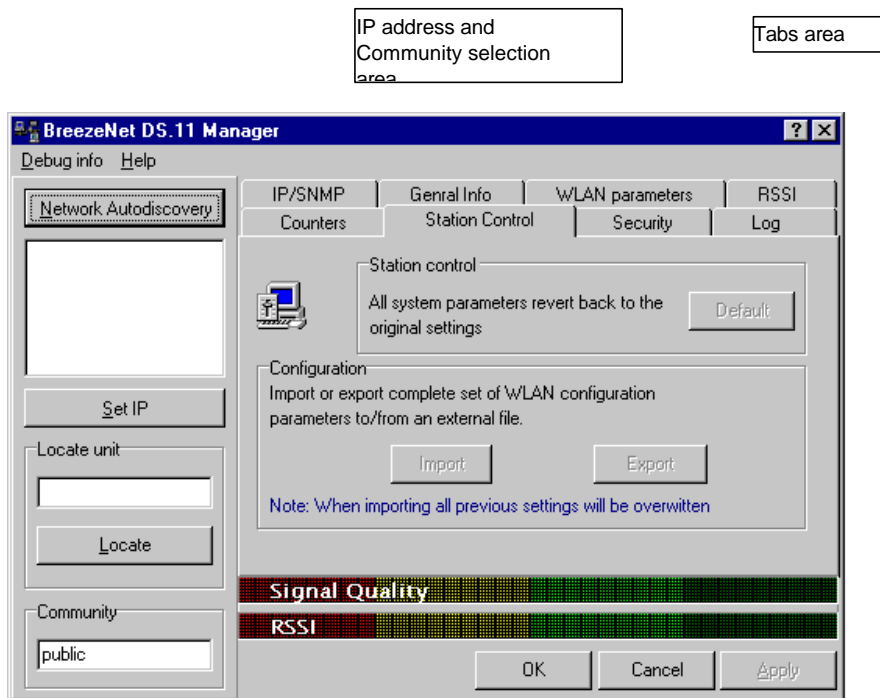 IP address and
Community selection
area
Tabs area
BreezeNet DS.11 Manager
Debug info Help
Network Autodiscovery
Set IP
Locate unit
Locate
Community
public
IP/SNMP Genral Info WLAN parameters RSSI
Counters Station Control Security Log
Station control
All system parameters revert back to the
original settings
Default
Configuration
Import or export complete set of WLAN configuration
parameters to/from an external file.
Import Export
Note: When importing all previous settings will be overwitten
Signal Quality
RSSI
OK Cancel Apply